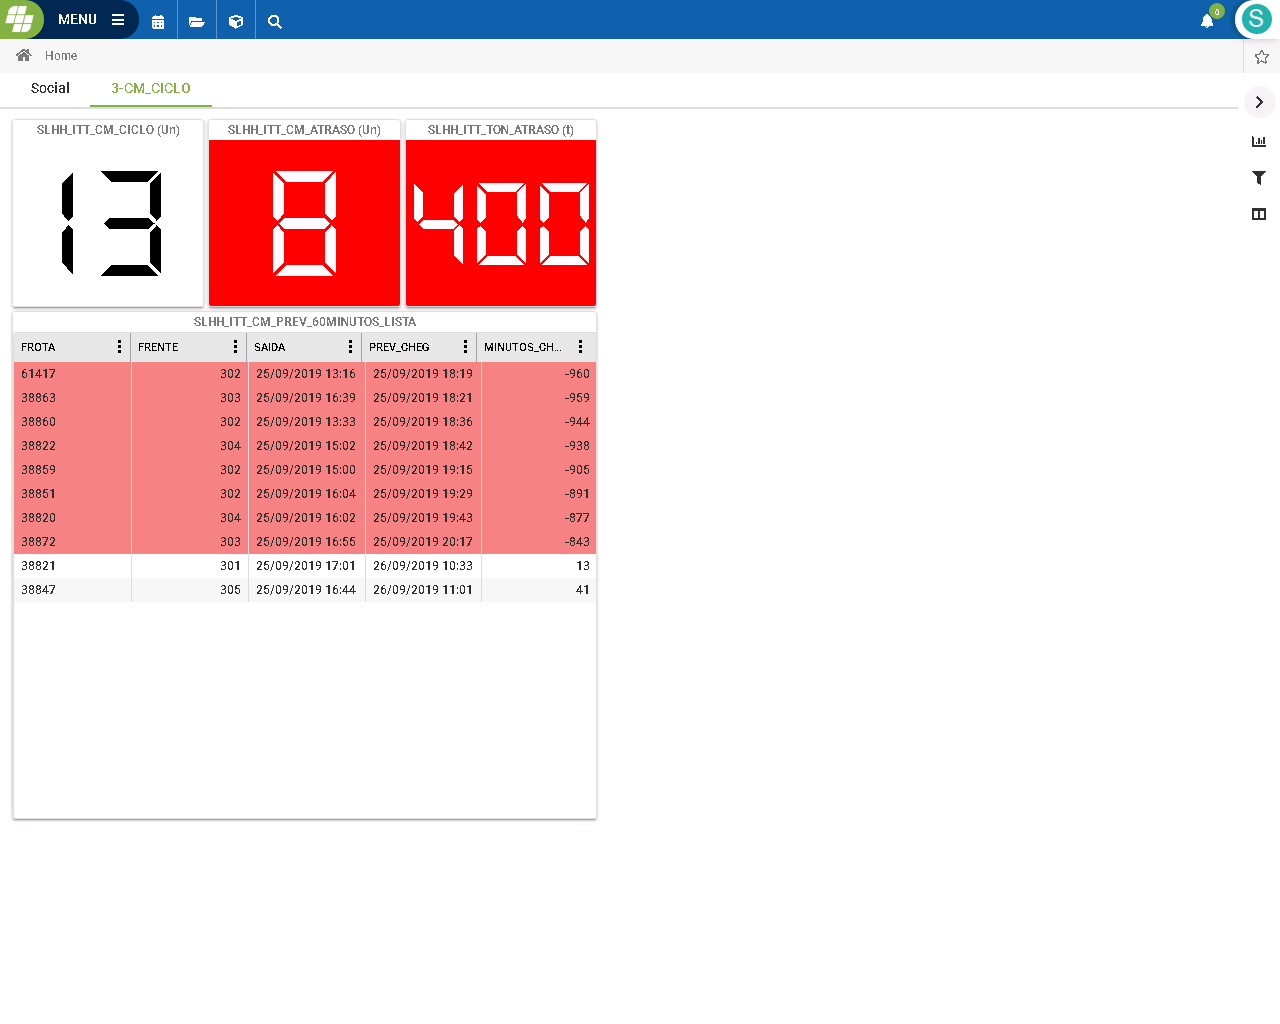 MENU
0
S
Home
Social 3-CM_CICLO
SLHH_ITT_CM_CICLO (Un) SLHH_ITT_CM_ATRASO (Un) SLHH_ITT_TON_ATRASO (t)
13 8 400
SLHH_ITT_CM_PREV_60MINUTOS_LISTA
FROTA FRENTE SAIDA PREV_CHEG MINUTOS_CH...
61417 302 25/09/2019 13:16 25/09/2019 18:19 -960
38863 303 25/09/2019 16:39 25/09/2019 18:21 -959
38860 302 25/09/2019 13:33 25/09/2019 18:36 -944
38822 304 25/09/2019 15:02 25/09/2019 18:42 -938
38859 302 25/09/2019 15:00 25/09/2019 19:15 -905
38851 302 25/09/2019 16:04 25/09/2019 19:29 -891
38820 304 25/09/2019 16:02 25/09/2019 19:43 -877
38872 303 25/09/2019 16:55 25/09/2019 20:17 -843
38821 301 25/09/2019 17:01 26/09/2019 10:33 13
38847 305 25/09/2019 16:44 26/09/2019 11:01 41